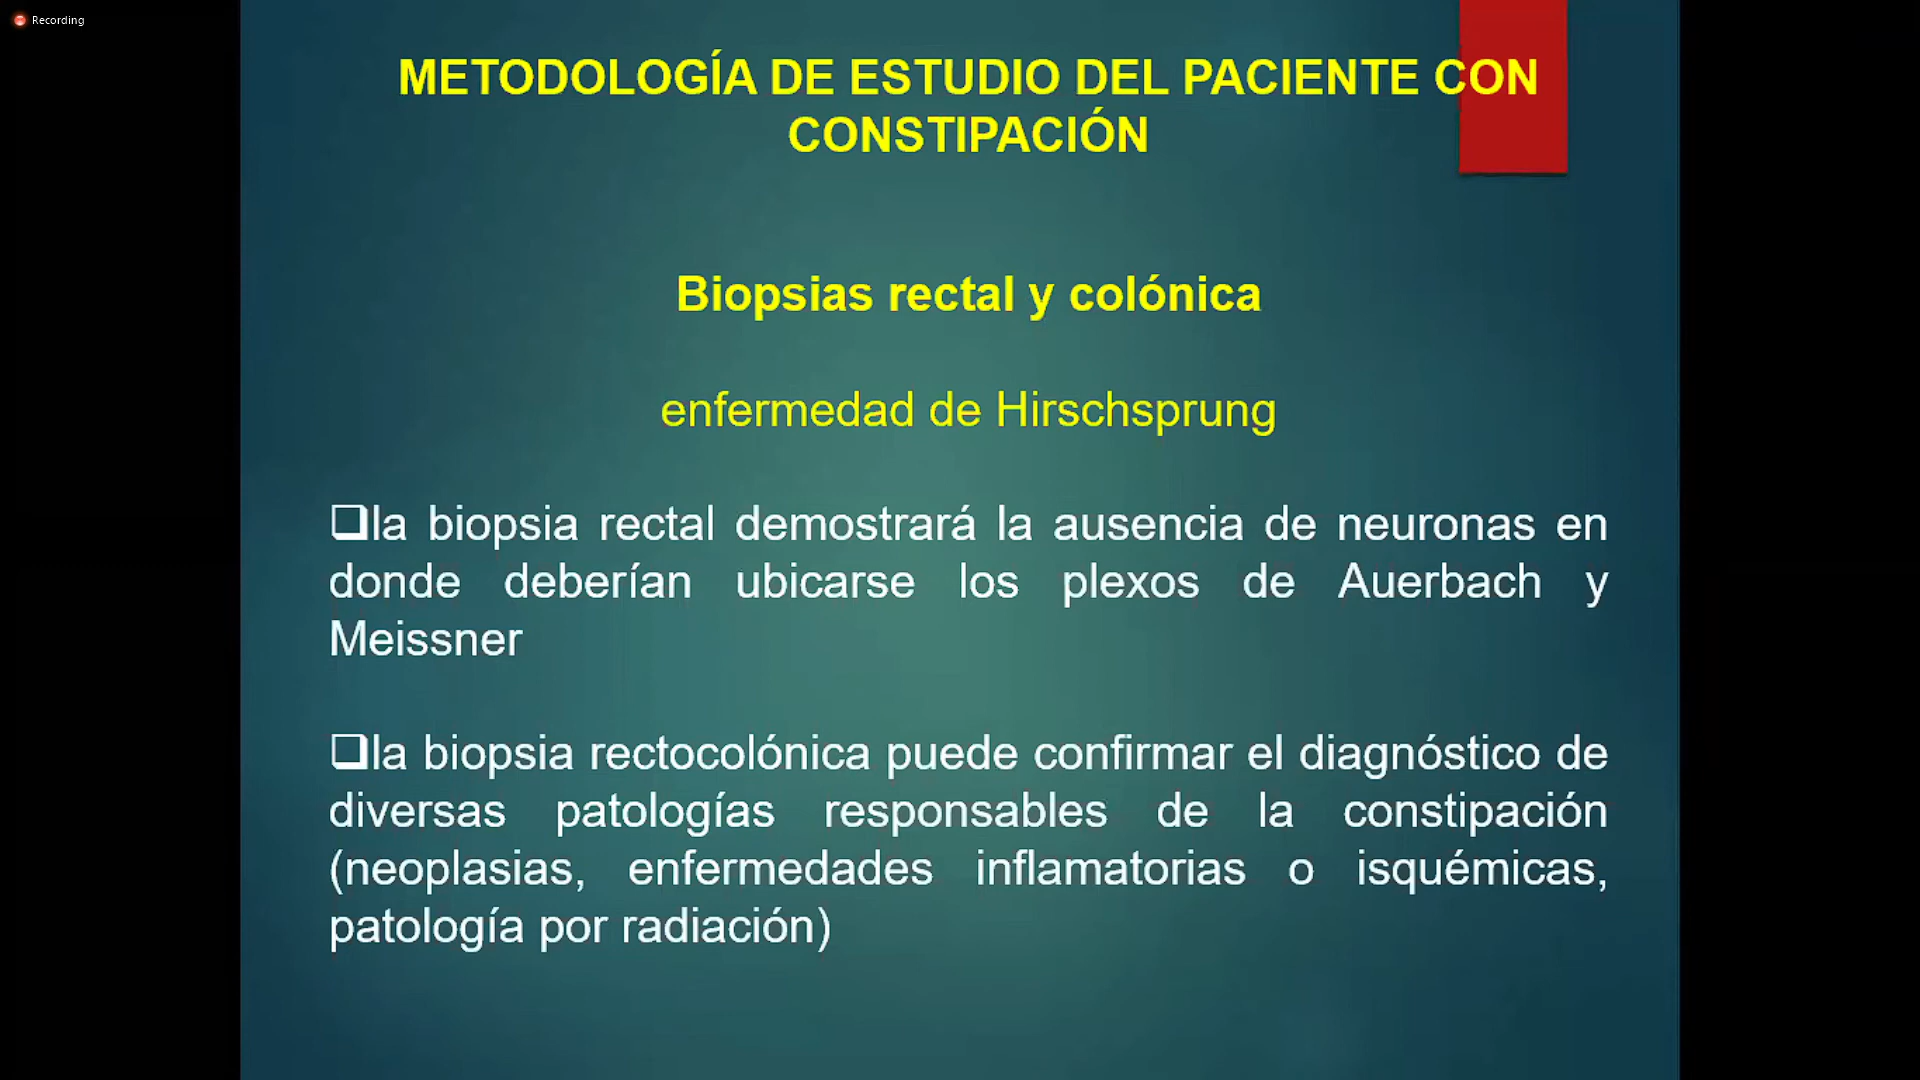 Recording
METODOLOGÍA DE ESTUDIO DEL PACIENTE CON
CONSTIPACIÓN
Biopsias rectal y colónica
enfermedad de Hirschsprung
❑la biopsia rectal demostrará la ausencia de neuronas en
donde deberían ubicarse los plexos de Auerbach y
Meissner
❑la biopsia rectocolónica puede confirmar el diagnóstico de
diversas patologías responsables de la constipación
(neoplasias, enfermedades inflamatorias o isquémicas,
patología por radiación)